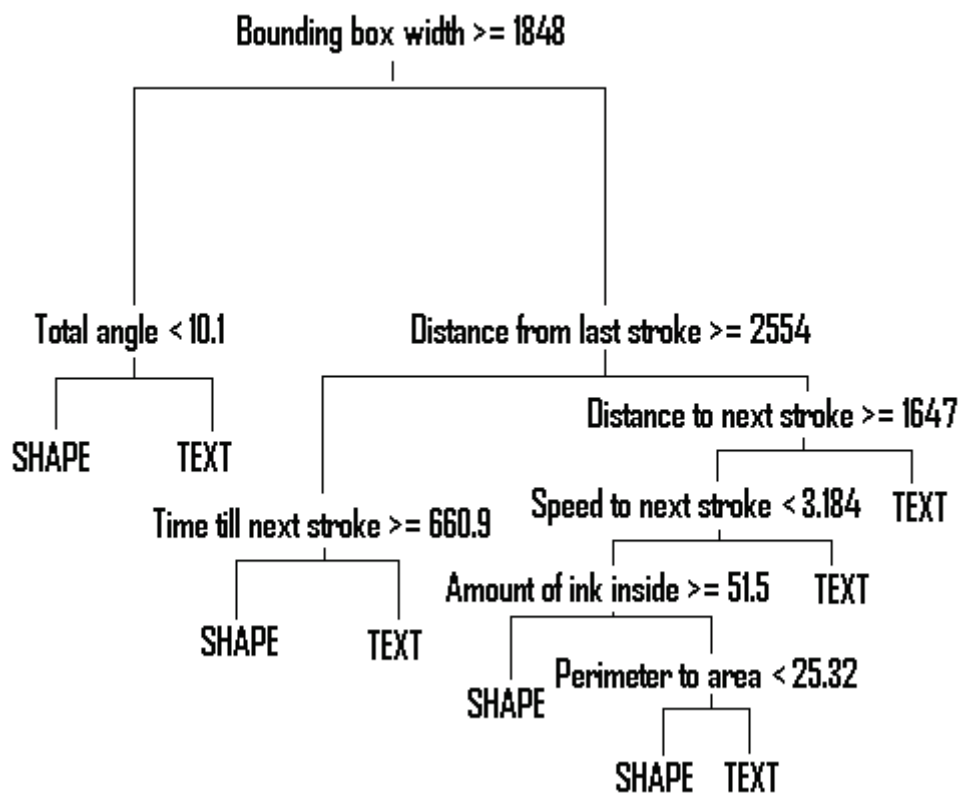 Bounding box width >= 1848
Total angle < 10.1
Distance from last stroke >= 2554
Distance to next stroke >= 1647
SHAPE
TEXT
Time till next stroke >= 660.9
Speed to next stroke < 3.184
TEXT
Amount of ink inside >= 51.5
TEXT
SHAPE
TEXT
SHAPE
Perimeter to area < 25.32
SHAPE
TEXT